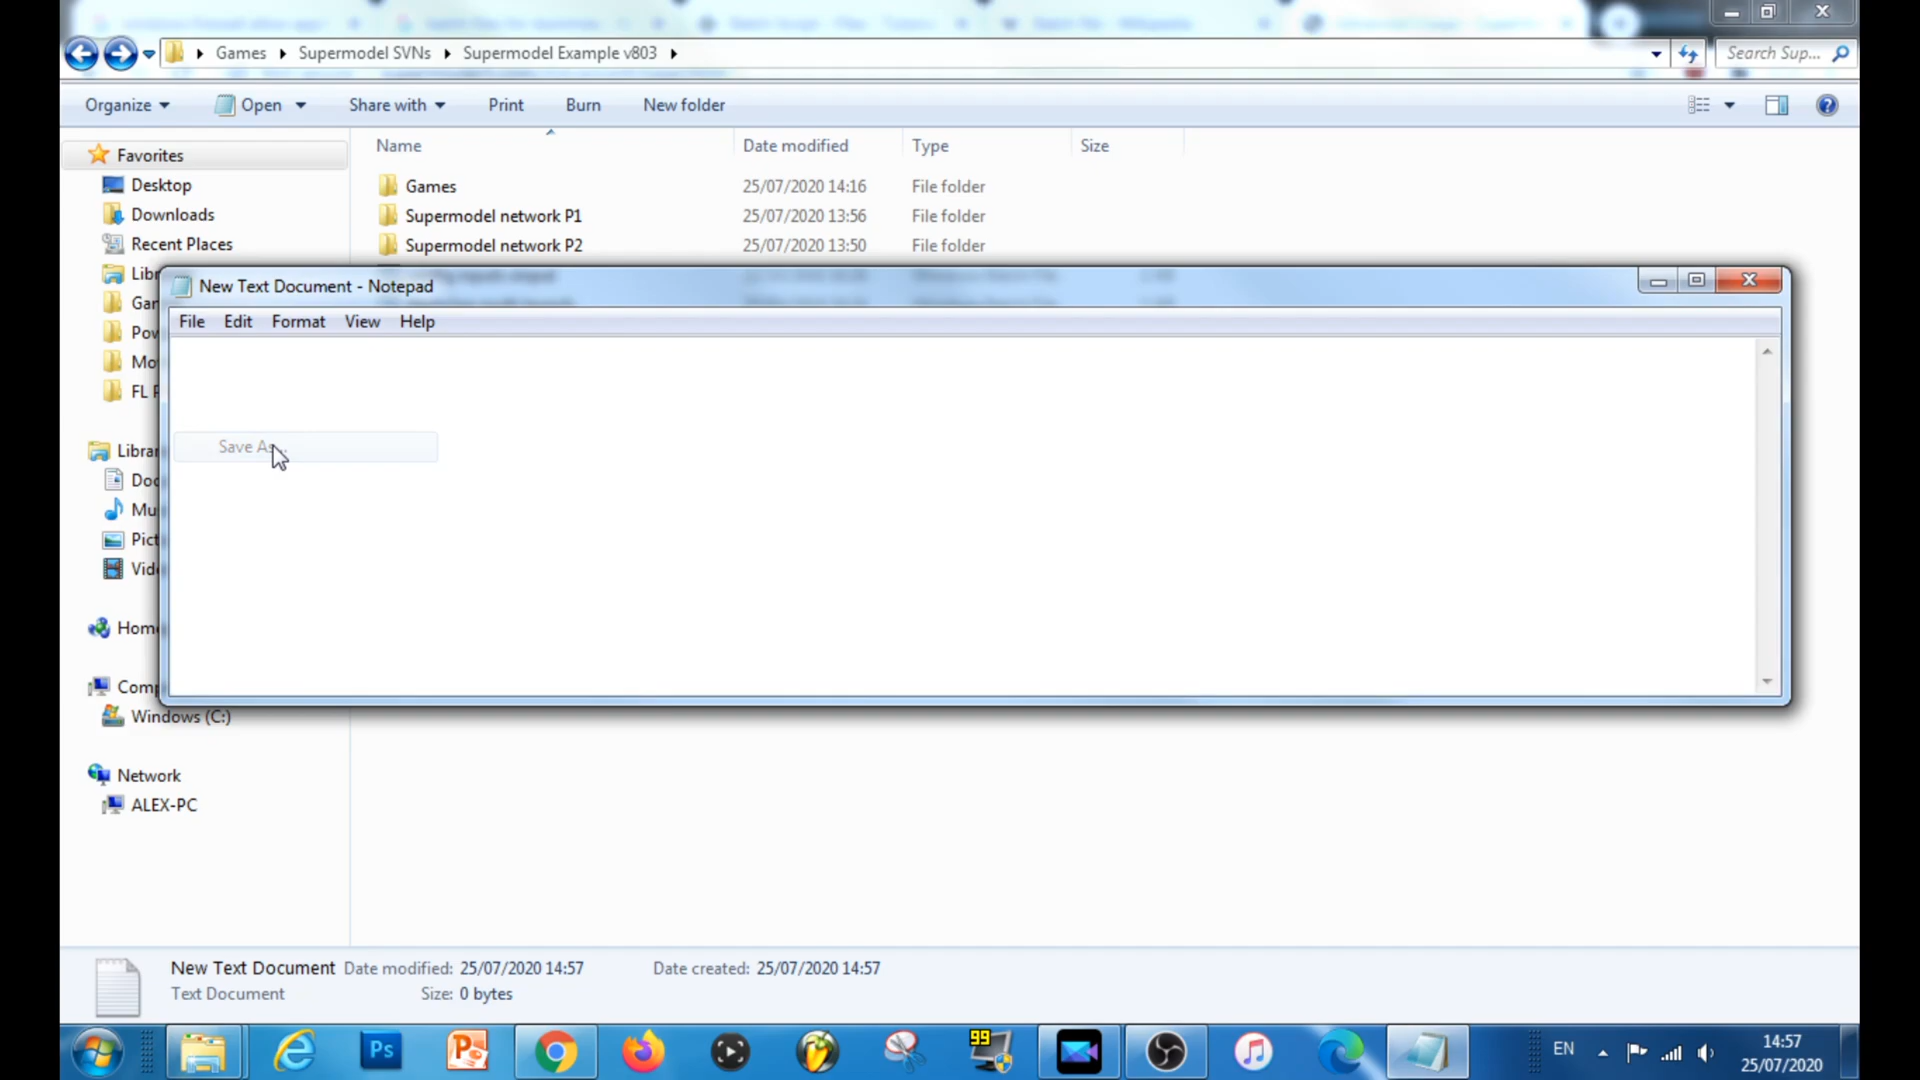 Games Supermodel SVNs Supermodel Example v803 Search Sup...
Organize Open Share with Print Burn New folder
Name Date modified Type Size
Favorites
Desktop
Downloads
Recent Places
Games 25/07/2020 14:16 File folder
Supermodel network P1 25/07/2020 13:56 File folder
Supermodel network P2 25/07/2020 13:50 File folder
New Text Document - Notepad
File Edit Format View Help
Save As...
Windows (C:)
Network
ALEX-PC
New Text Document Date modified: 25/07/2020 14:57 Date created: 25/07/2020 14:57
Text Document Size: 0 bytes
Ps
99
EN
14:57
25/07/2020